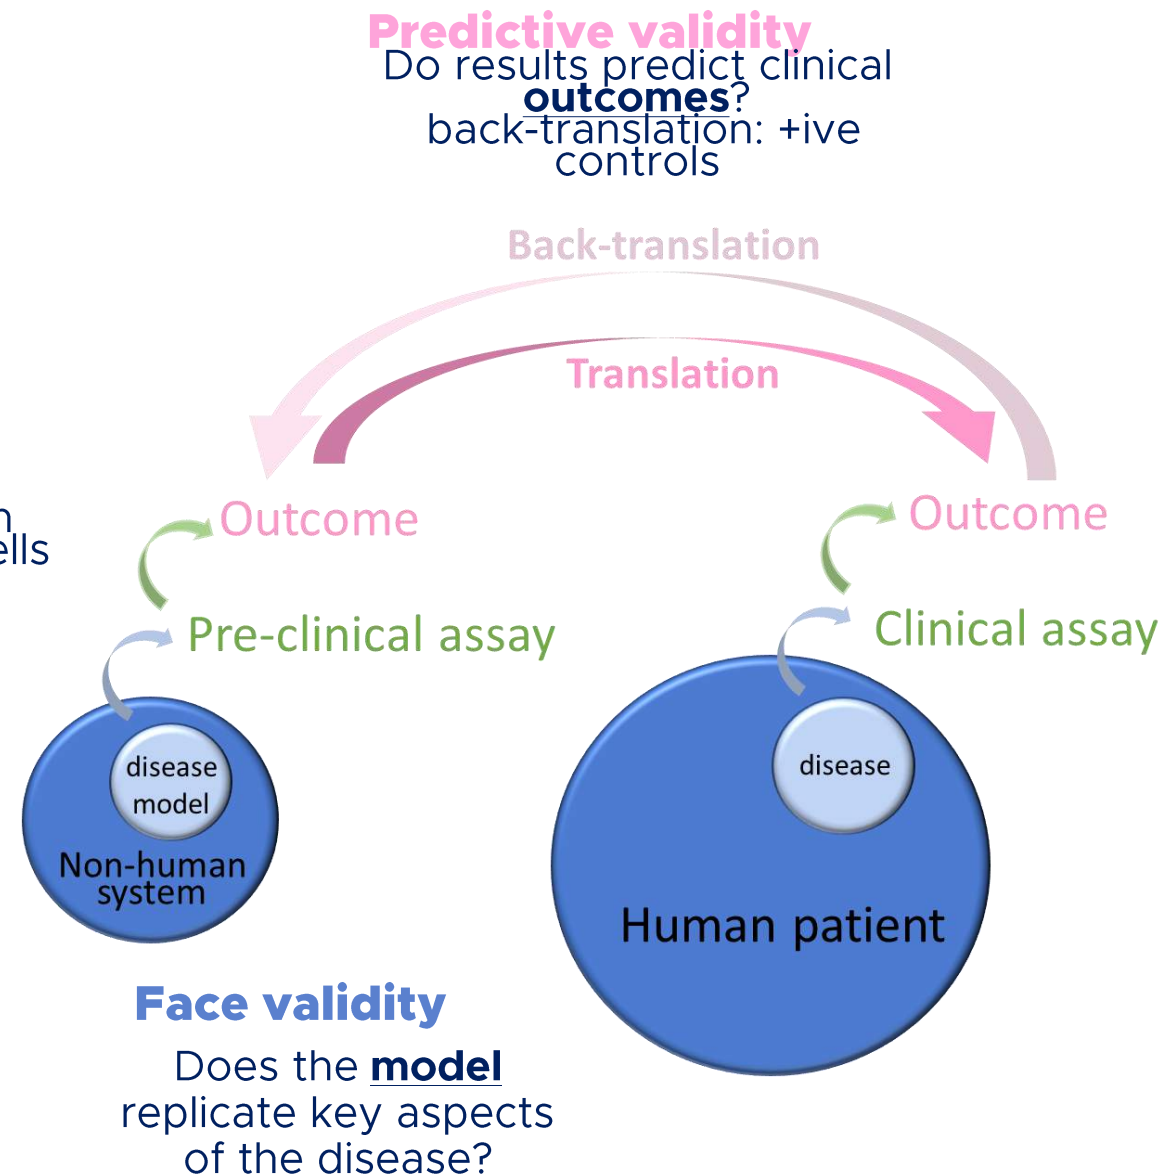 Predictive validity
Do results predict clinical
outcomes?
back-translation: +ive
controls
Back-translation
Translation
Outcome
Outcome
ells
Pre-clinical assay
Clinical assay
disease
model
Non-human
system
disease
Human patient
Face validity
Does the model
replicate key aspects
of the disease?